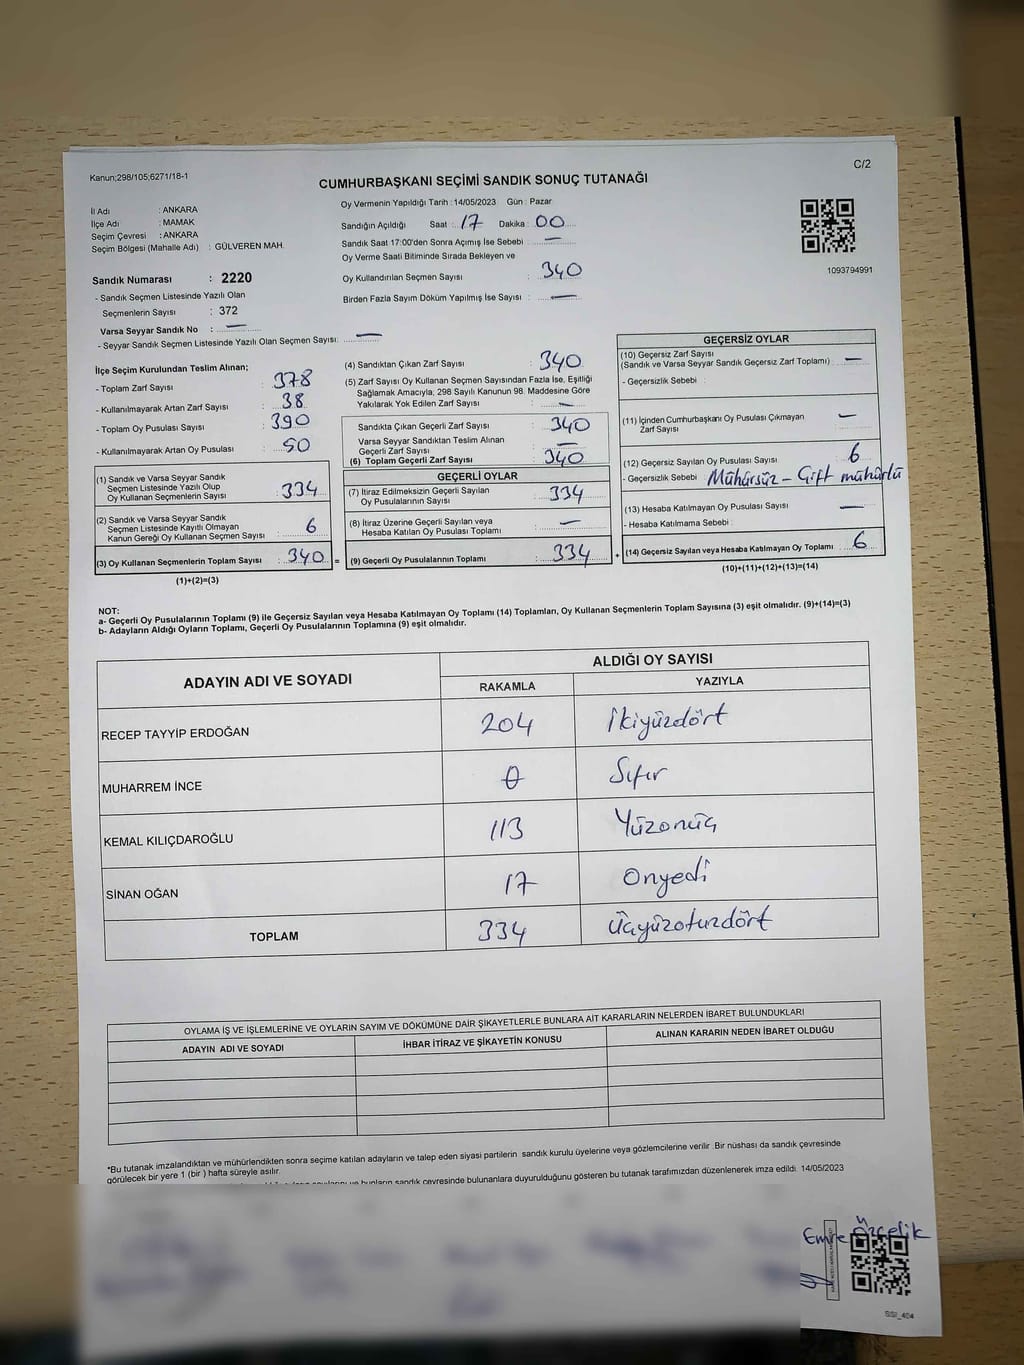 C/2
Kanun;298/105;6271/18-1
CUMHURBAŞKANI SEÇİMİ SANDIK SONUÇ TUTANAĞI
İl Adı : ANKARA
İlçe Adı : MAMAK
Seçim Çevresi : ANKARA
Seçim Bölgesi (Mahalle Adı) : GÜLVEREN MAH.
Oy Vermenin Yapıldığı Tarih : 14/05/2023 Gün : Pazar
Sandığın Açıldığı Saat : 17 Dakika : 00
Sandık Saat 17:00'den Sonra Açımış İse Sebebi : —
Oy Verme Saati Bitiminde Sırada Bekleyen ve
Oy Kullandırılan Seçmen Sayısı : 340
Birden Fazla Sayım Döküm Yapılmış İse Sayısı : —
1093794991
Sandık Numarası : 2220
- Sandık Seçmen Listesinde Yazılı Olan
Seçmenlerin Sayısı : 372
Varsa Seyyar Sandık No : —
- Seyyar Sandık Seçmen Listesinde Yazılı Olan Seçmen Sayısı: —
İlçe Seçim Kurulundan Teslim Alınan;
- Toplam Zarf Sayısı : 378
- Kullanılmayarak Artan Zarf Sayısı : 38
- Toplam Oy Pusulası Sayısı : 390
- Kullanılmayarak Artan Oy Pusulası : 50
(1) Sandık ve Varsa Seyyar Sandık
Seçmen Listesinde Yazılı Olup
Oy Kullanan Seçmenlerin Sayısı : 334
(2) Sandık ve Varsa Seyyar Sandık
Seçmen Listesinde Kayıtlı Olmayan
Kanun Gereği Oy Kullanan Seçmen Sayısı : 6
(3) Oy Kullanan Seçmenlerin Toplam Sayısı : 340 =
(1)+(2)=(3)
(4) Sandıktan Çıkan Zarf Sayısı : 340
(5) Zarf Sayısı Oy Kullanan Seçmen Sayısından Fazla İse, Eşitliği
Sağlamak Amacıyla; 298 Sayılı Kanunun 98. Maddesine Göre
Yakılarak Yok Edilen Zarf Sayısı : —
Sandıkta Çıkan Geçerli Zarf Sayısı : 340
Varsa Seyyar Sandıktan Teslim Alınan
Geçerli Zarf Sayısı : —
(6) Toplam Geçerli Zarf Sayısı : 340
GEÇERLİ OYLAR
(7) İtiraz Edilmeksizin Geçerli Sayılan
Oy Pusulalarının Sayısı : 334
(8) İtiraz Üzerine Geçerli Sayılan veya
Hesaba Katılan Oy Pusulası Toplamı : —
(9) Geçerli Oy Pusulalarının Toplamı : 334 +
GEÇERSİZ OYLAR
(10) Geçersiz Zarf Sayısı
(Sandık ve Varsa Seyyar Sandık Geçersiz Zarf Toplamı) : —
- Geçersizlik Sebebi :
(11) İçinden Cumhurbaşkanı Oy Pusulası Çıkmayan
Zarf Sayısı : —
(12) Geçersiz Sayılan Oy Pusulası Sayısı : 6
- Geçersizlik Sebebi : Mühürsüz - Çift mühürlü
(13) Hesaba Katılmayan Oy Pusulası Sayısı : —
- Hesaba Katılmama Sebebi :
(14) Geçersiz Sayılan veya Hesaba Katılmayan Oy Toplamı : 6
(10)+(11)+(12)+(13)=(14)
NOT:
a- Geçerli Oy Pusulalarının Toplamı (9) ile Geçersiz Sayılan veya Hesaba Katılmayan Oy Toplamı (14) Toplamları, Oy Kullanan Seçmenlerin Toplam Sayısına (3) eşit olmalıdır. (9)+(14)=(3)
b- Adayların Aldığı Oyların Toplamı, Geçerli Oy Pusulalarının Toplamına (9) eşit olmalıdır.
ADAYIN ADI VE SOYADI ALDIĞI OY SAYISI
RAKAMLA YAZIYLA
RECEP TAYYİP ERDOĞAN 204 İkiyüzdört
MUHARREM İNCE 0 Sıfır
KEMAL KILIÇDAROĞLU 113 Yüzonüç
SİNAN OĞAN 17 Onyedi
TOPLAM 334 Üçyüzotuzdört
OYLAMA İŞ VE İŞLEMLERİNE VE OYLARIN SAYIM VE DÖKÜMÜNE DAİR ŞİKAYETLERLE BUNLARA AİT KARARLARIN NELERDEN İBARET BULUNDUKLARI
ADAYIN ADI VE SOYADI İHBAR İTİRAZ VE ŞİKAYETİN KONUSU ALINAN KARARIN NEDEN İBARET OLDUĞU
*Bu tutanak imzalandıktan ve mühürlendikten sonra seçime katılan adayların ve talep eden siyasi partilerin sandık kurulu üyelerine veya gözlemcilerine verilir. Bir nüshası da sandık çevresinde
görülecek bir yere 1 (bir ) hafta süreyle asılır.
bunların sandık çevresinde bulunanlara duyurulduğunu gösteren bu tutanak tarafımızdan düzenlenerek imza edildi. 14/05/2023
Emre Özçelik
SSI_404